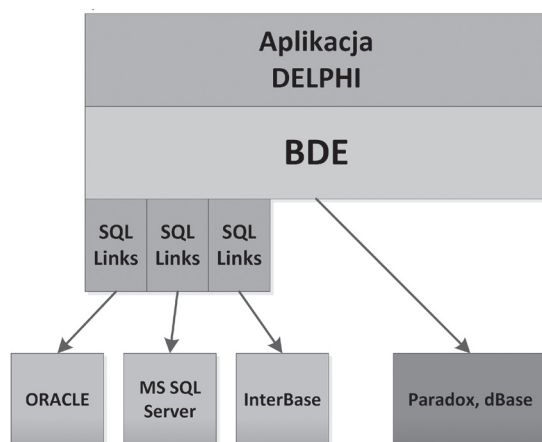 Aplikacja
DELPHI
BDE
SQL
Links
SQL
Links
SQL
Links
ORACLE
MS SQL
Server
InterBase
Paradox, dBase